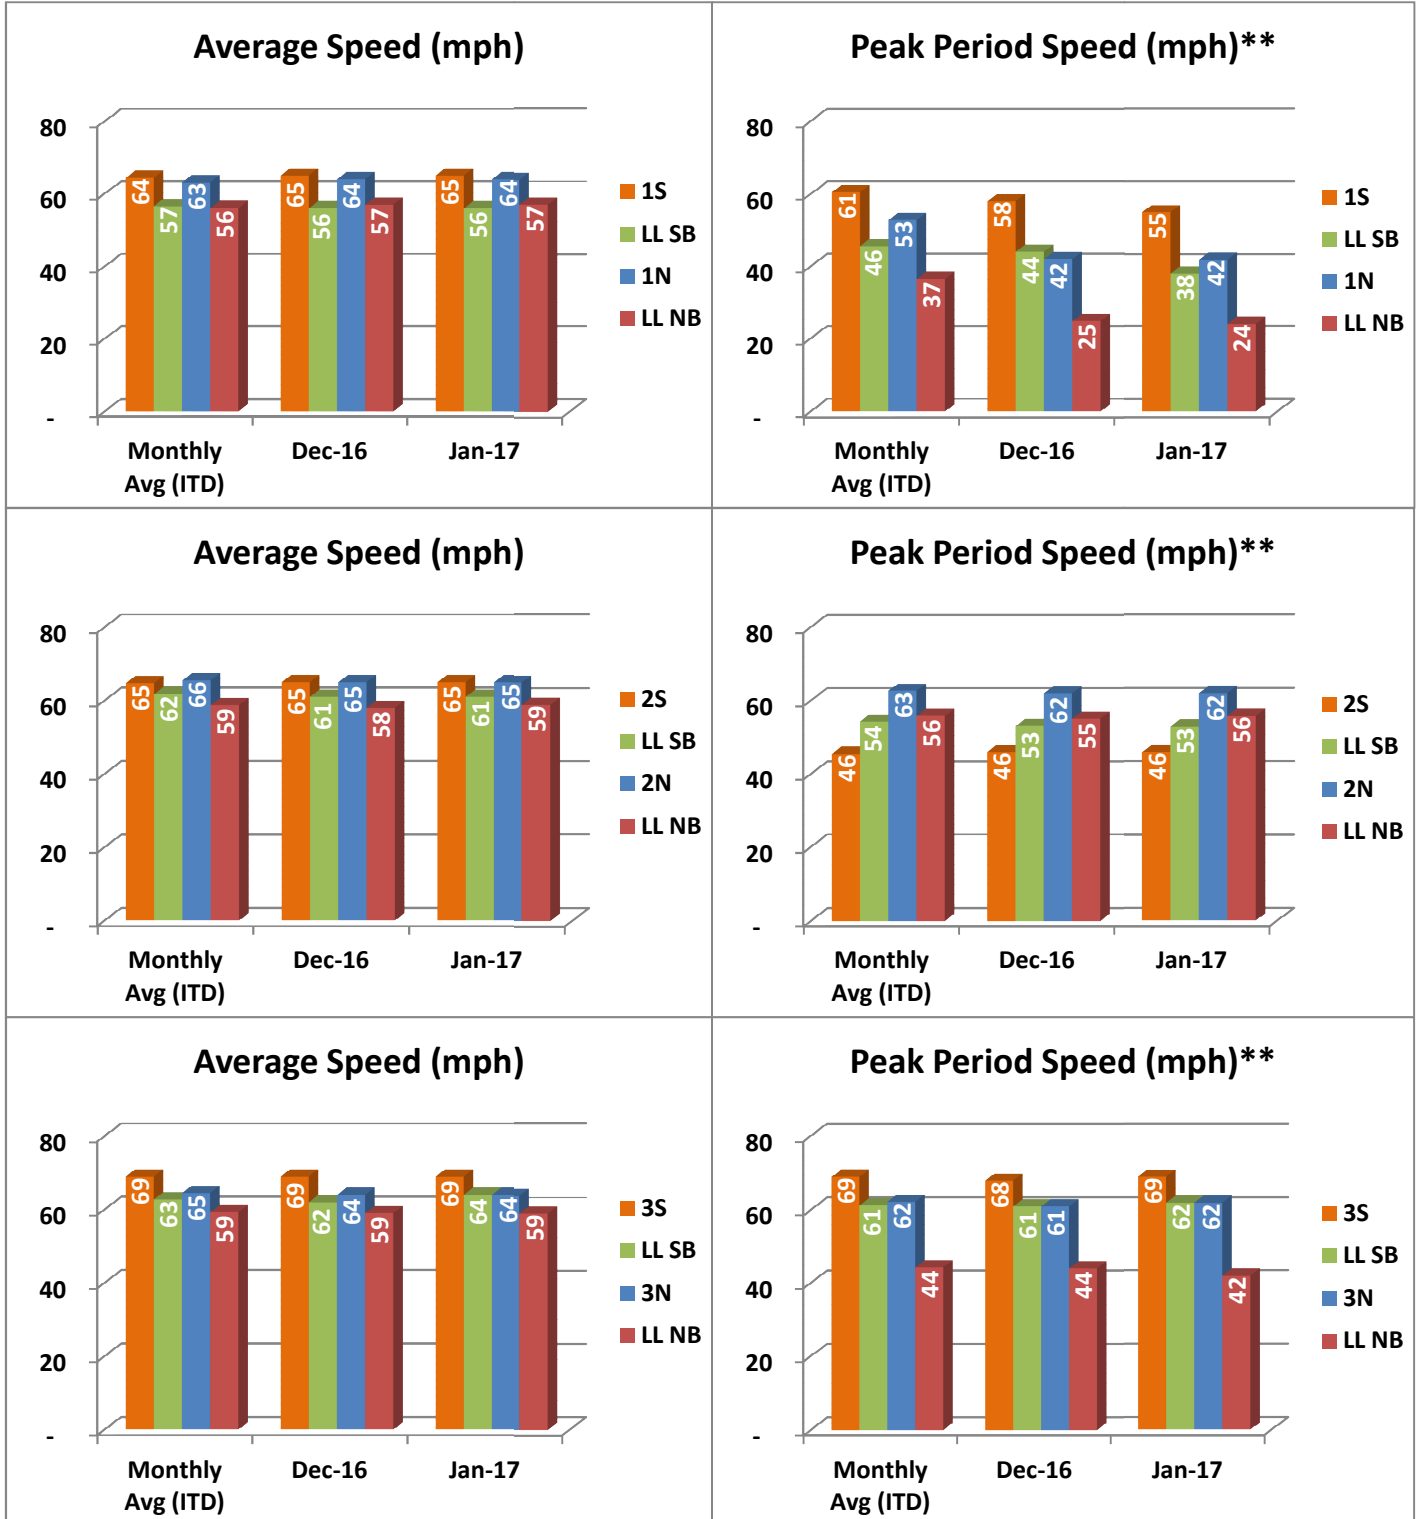 Average Speed (mph)
80
60
40
20
-
64 57 63 56
65 56 64 57
65 56 64 57
Monthly Avg (ITD)
Dec-16
Jan-17
1S
LL SB
1N
LL NB
Peak Period Speed (mph)**
80
60
40
20
-
61 46 53 37
58 44 42 25
55 38 42 24
Monthly Avg (ITD)
Dec-16
Jan-17
1S
LL SB
1N
LL NB
Average Speed (mph)
80
60
40
20
-
65 62 66 59
65 61 65 58
65 61 65 59
Monthly Avg (ITD)
Dec-16
Jan-17
2S
LL SB
2N
LL NB
Peak Period Speed (mph)**
80
60
40
20
-
46 54 63 56
46 53 62 55
46 53 62 56
Monthly Avg (ITD)
Dec-16
Jan-17
2S
LL SB
2N
LL NB
Average Speed (mph)
80
60
40
20
-
69 63 65 59
69 62 64 59
69 64 64 59
Monthly Avg (ITD)
Dec-16
Jan-17
3S
LL SB
3N
LL NB
Peak Period Speed (mph)**
80
60
40
20
-
69 61 62 44
68 61 61 44
69 62 62 42
Monthly Avg (ITD)
Dec-16
Jan-17
3S
LL SB
3N
LL NB